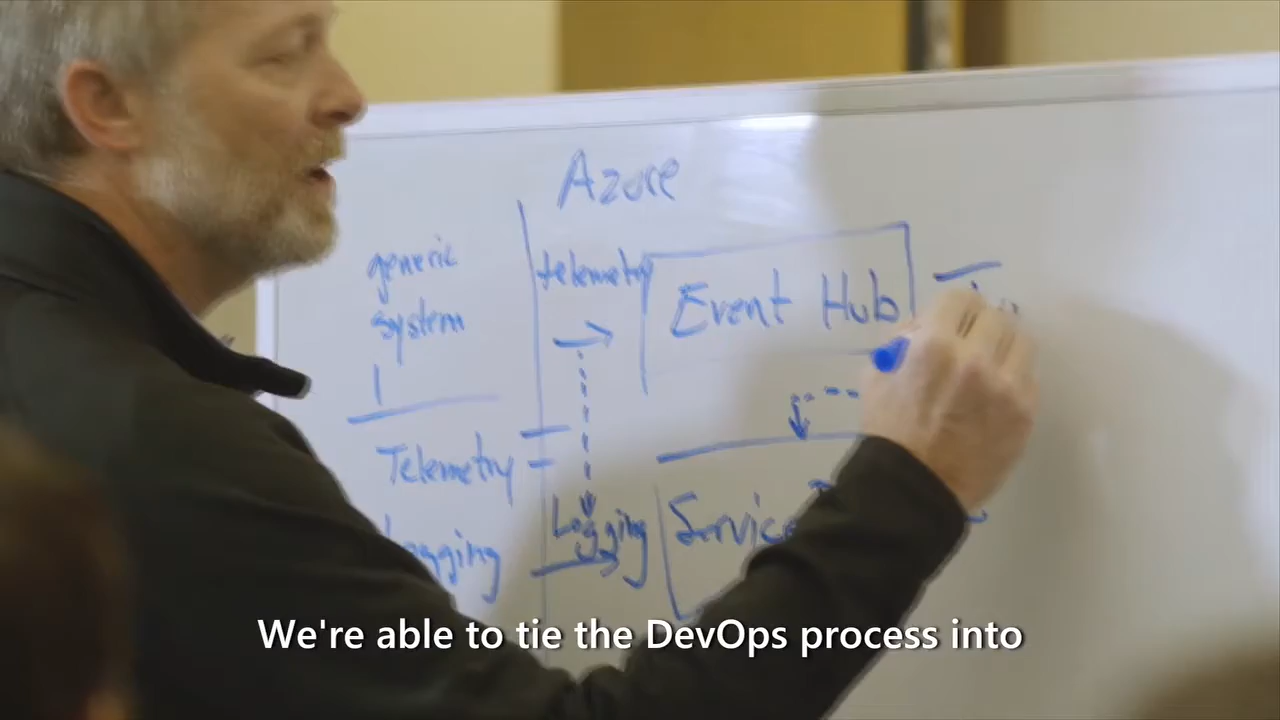 Azure
generic
system
telemetry
Event Hub
Telemetry
Logging
Logging
Service
We're able to tie the DevOps process into